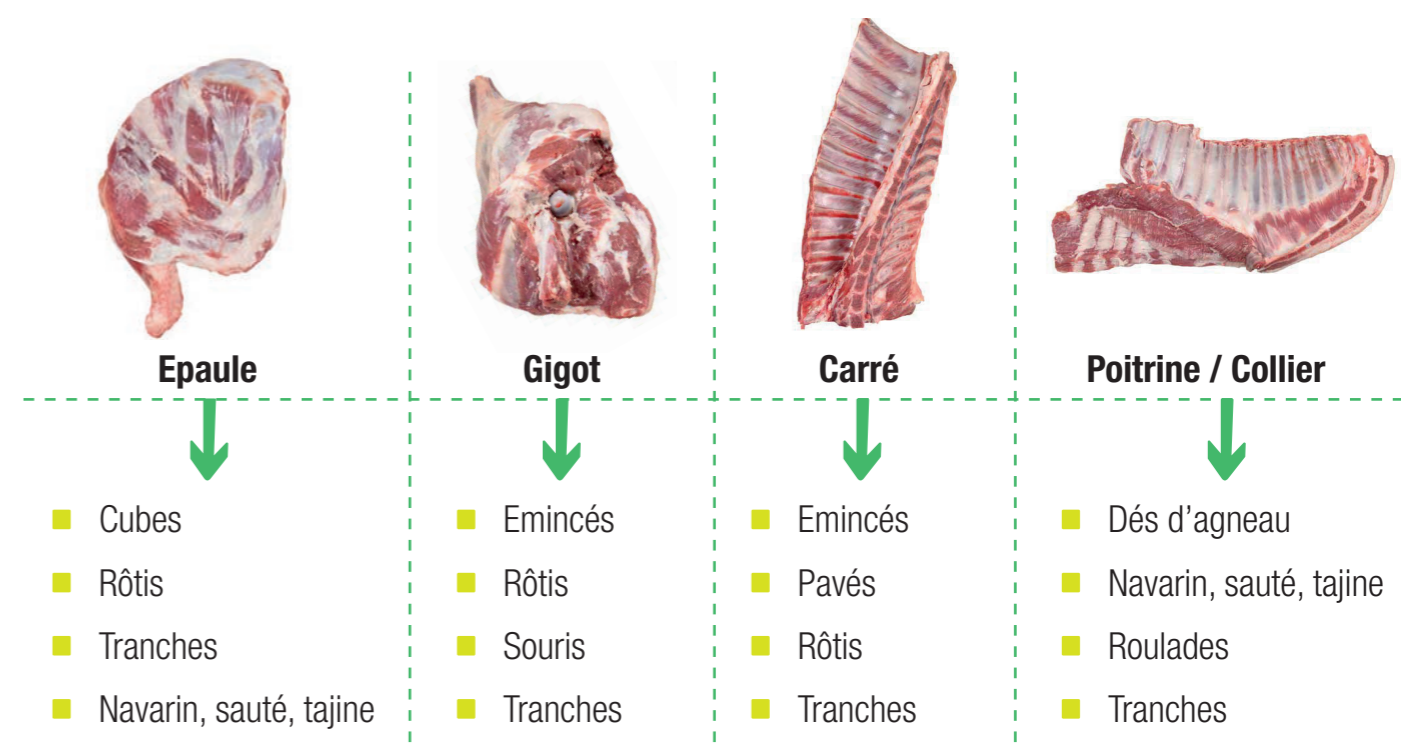 Epaule
Gigot
Carré
Poitrine / Collier
Cubes
Rôtis
Tranches
Navarin, sauté, tajine
Emincés
Rôtis
Souris
Tranches
Emincés
Pavés
Rôtis
Tranches
Dés d’agneau
Navarin, sauté, tajine
Roulades
Tranches